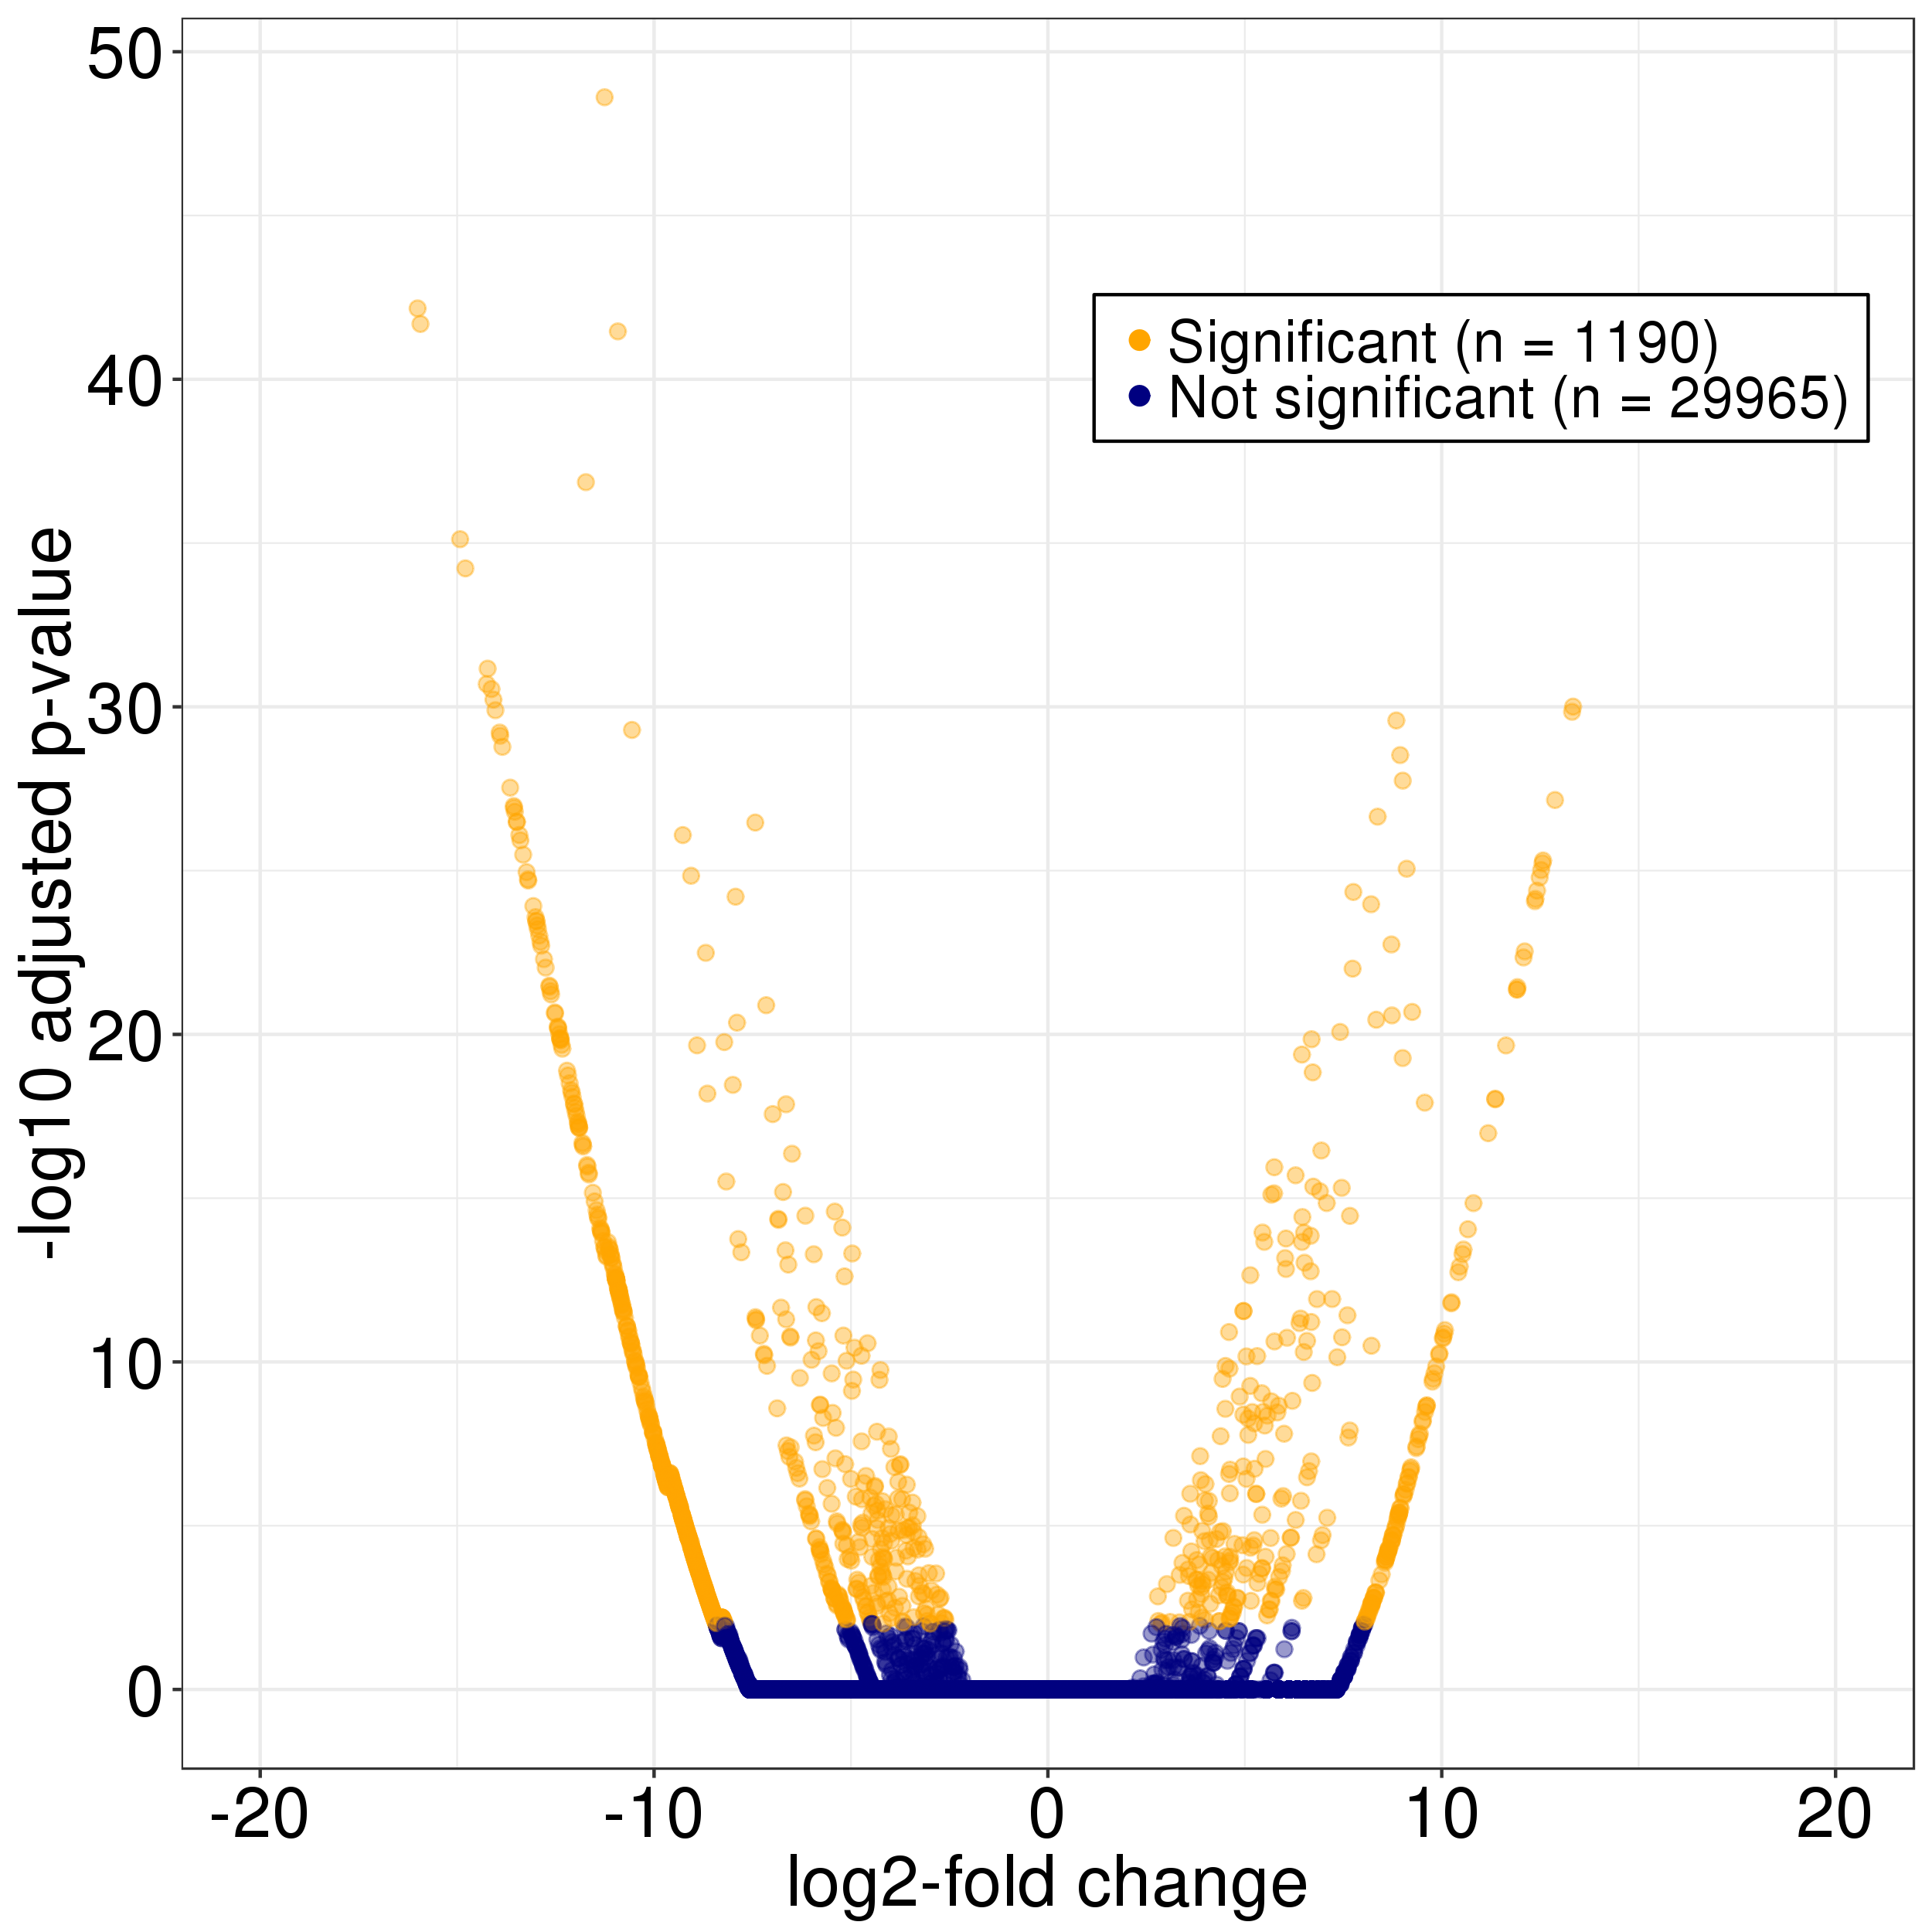 50
40
30
20
10
0
-log10 adjusted p-value
Significant (n = 1190)
Not significant (n = 29965)
-20
-10
0
10
20
log2-fold change